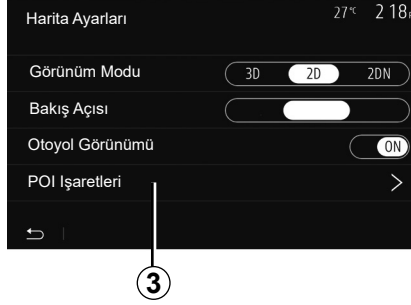 Harita Ayarları 27°C 2 18
Görünüm Modu 3D 2D 2DN
Bakış Açısı
Otoyol Görünümü ON
POI Işaretleri
3